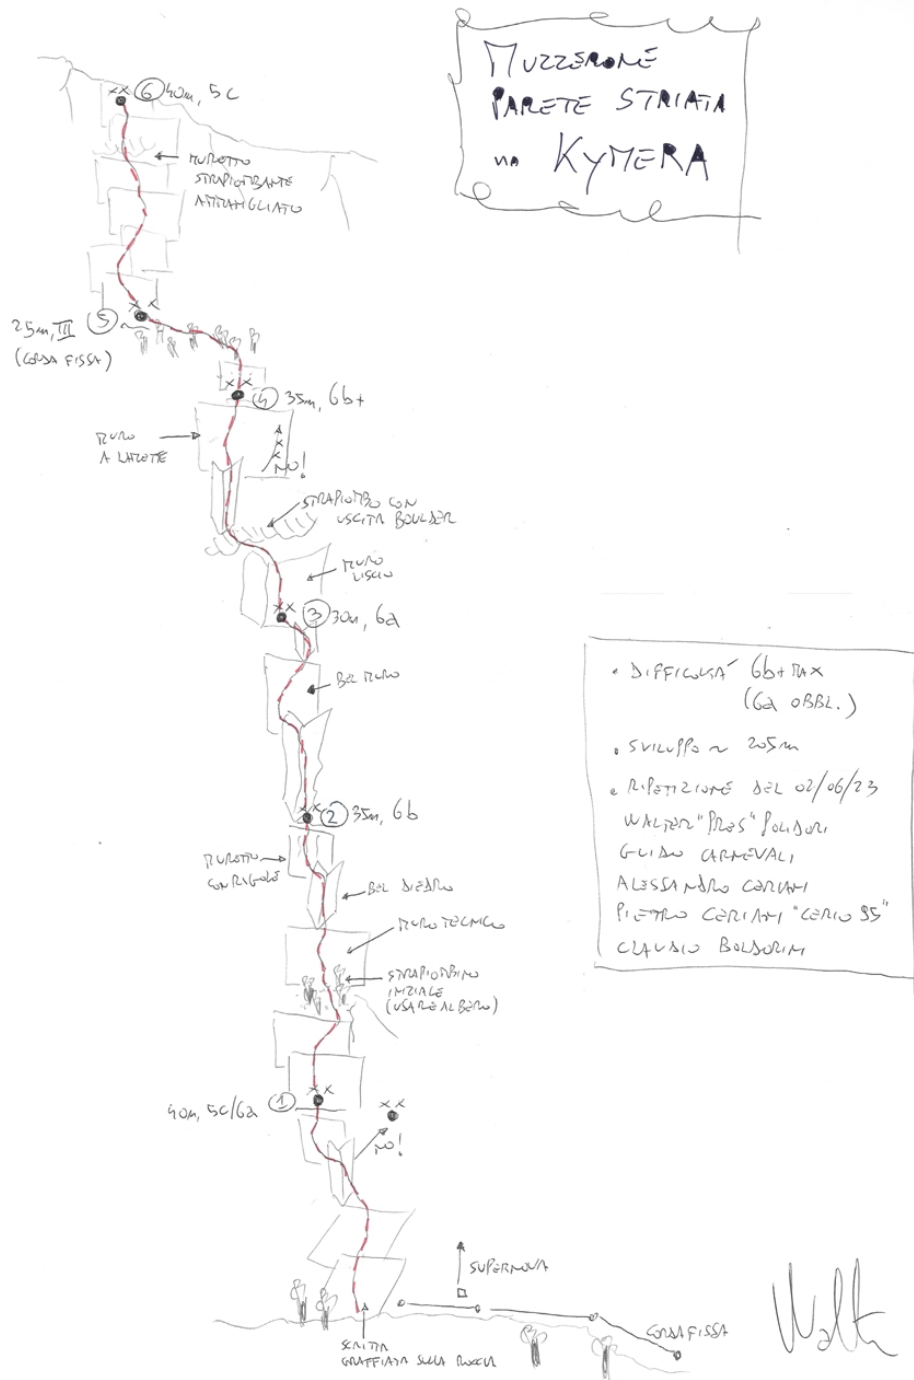 MUZZERONE
PARETE STRIATA
via KYMERA
6 40m, 5c
MURETTO
STRAPIOMBANTE
AMMANIGLIATO
5
25m, III
(CORDA FISSA)
4 35m, 6b+
MURO
A LAMETTE
NO!
STRAPIOMBO CON
USCITA BOULDER
MURO
LISCIO
3 30m, 6a
BEL MURO
2 35m, 6b
MURETTO
CON RIGOLE
BEL DIEDRO
MURO TECNICO
STRAPIOMBINO
INIZIALE
(USARE ALBERO)
40m, 5c/6a 1
NO!
• DIFFICOLTA' 6b+ MAX
(6a OBBL.)
• SVILUPPO ~ 205m
• RIPETIZIONE DEL 02/06/23
WALTER "PRES" POLIDORI
GUIDO CARNEVALI
ALESSANDRO CERIANI
PIETRO CERIANI "CERIO 95"
CLAUDIO BOLDORINI
SUPERNOVA
CORDA FISSA
SCRITTA
GRAFFIATA SULLA ROCCIA
Walter